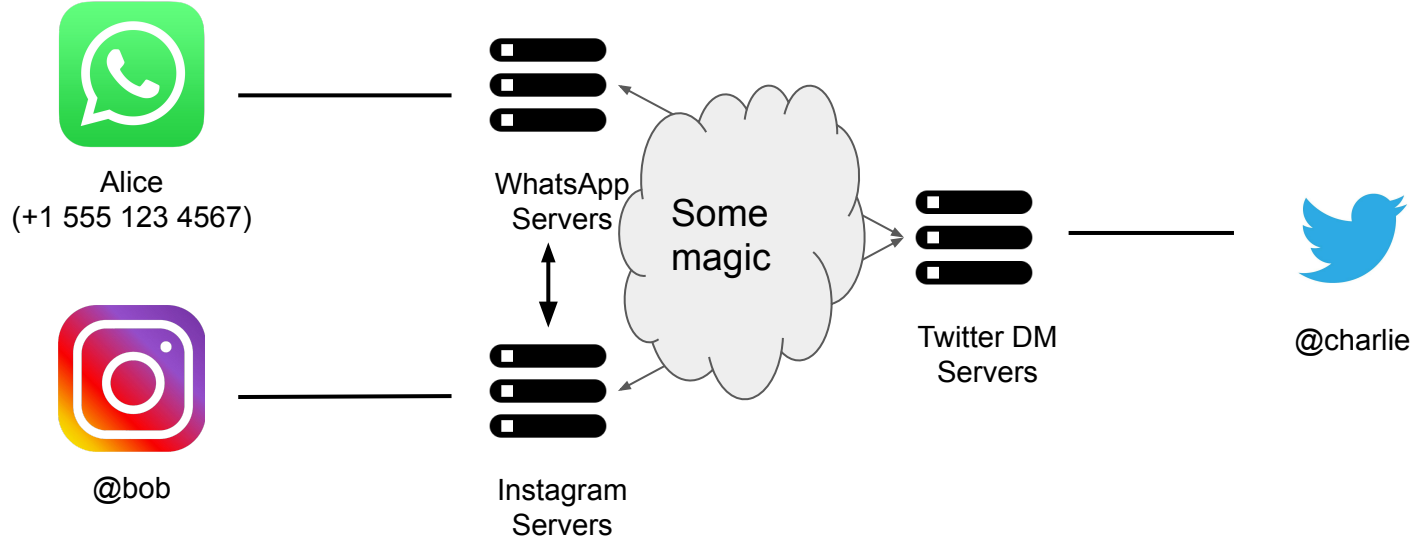 Alice
(+1 555 123 4567)
WhatsApp
Servers
Some
magic
Twitter DM
Servers
@charlie
@bob
Instagram
Servers